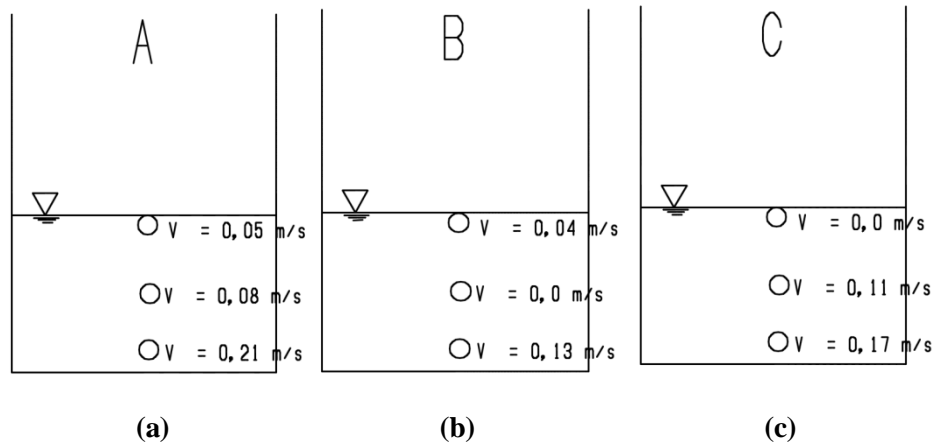 A
B
C
V = 0,05 m/s
V = 0,04 m/s
V = 0,0 m/s
V = 0,08 m/s
V = 0,0 m/s
V = 0,11 m/s
V = 0,21 m/s
V = 0,13 m/s
V = 0,17 m/s
(a)
(b)
(c)